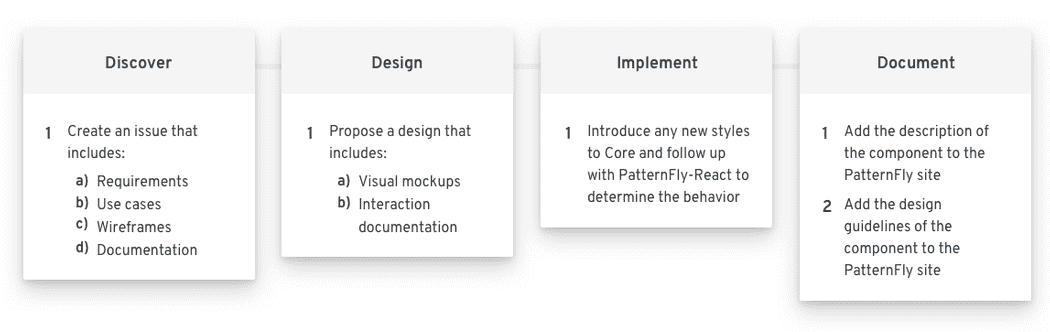 Discover
1 Create an issue that
includes:
a) Requirements
b) Use cases
c) Wireframes
d) Documentation
Design
1 Propose a design that
includes:
a) Visual mockups
b) Interaction
documentation
Implement
1 Introduce any new styles
to Core and follow up
with PatternFly-React to
determine the behavior
Document
1 Add the description of
the component to the
PatternFly site
2 Add the design
guidelines of the
component to the
PatternFly site